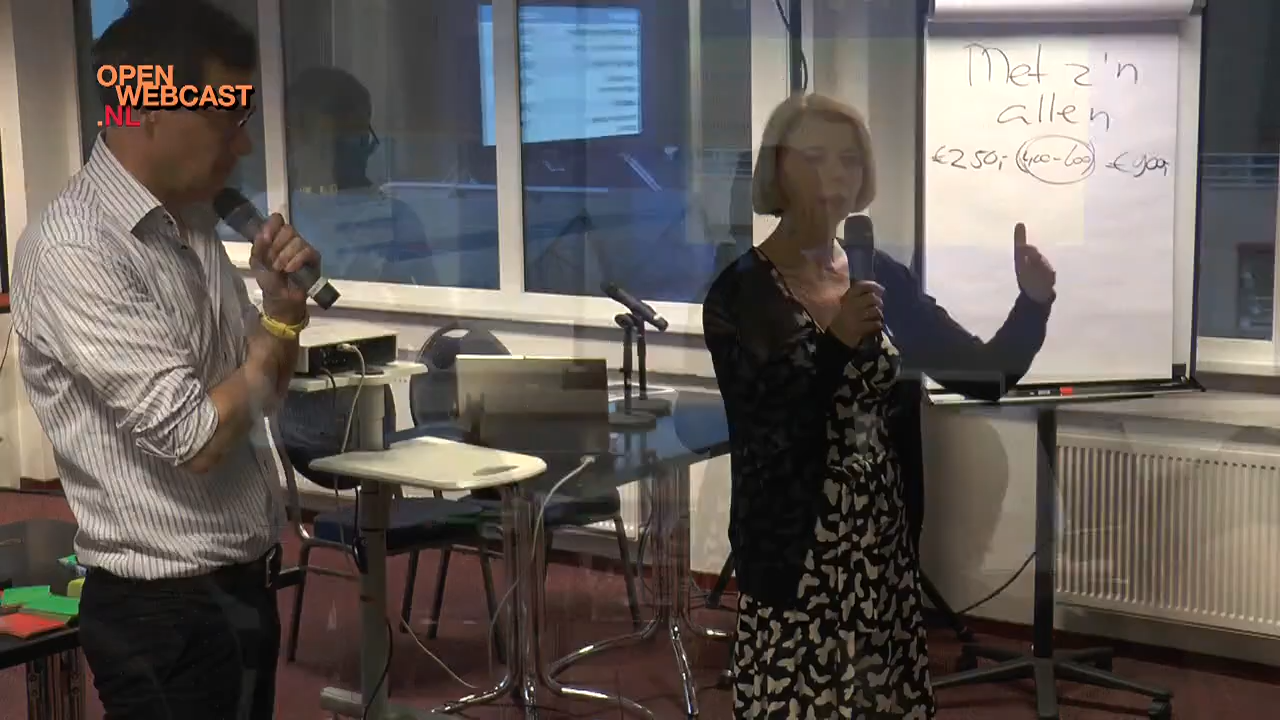 OPEN
WEBCAST
.NL
Met z'n
allen
€250,- 400-600 € 900,